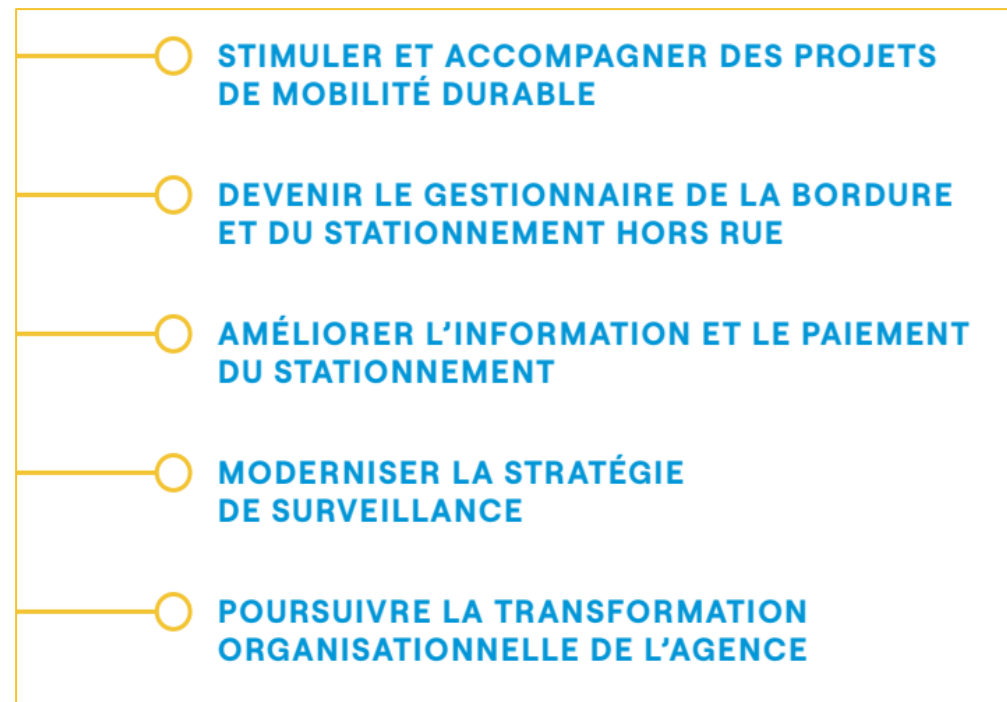 STIMULER ET ACCOMPAGNER DES PROJETS
DE MOBILITÉ DURABLE
DEVENIR LE GESTIONNAIRE DE LA BORDURE
ET DU STATIONNEMENT HORS RUE
AMÉLIORER L’INFORMATION ET LE PAIEMENT
DU STATIONNEMENT
MODERNISER LA STRATÉGIE
DE SURVEILLANCE
POURSUIVRE LA TRANSFORMATION
ORGANISATIONNELLE DE L’AGENCE